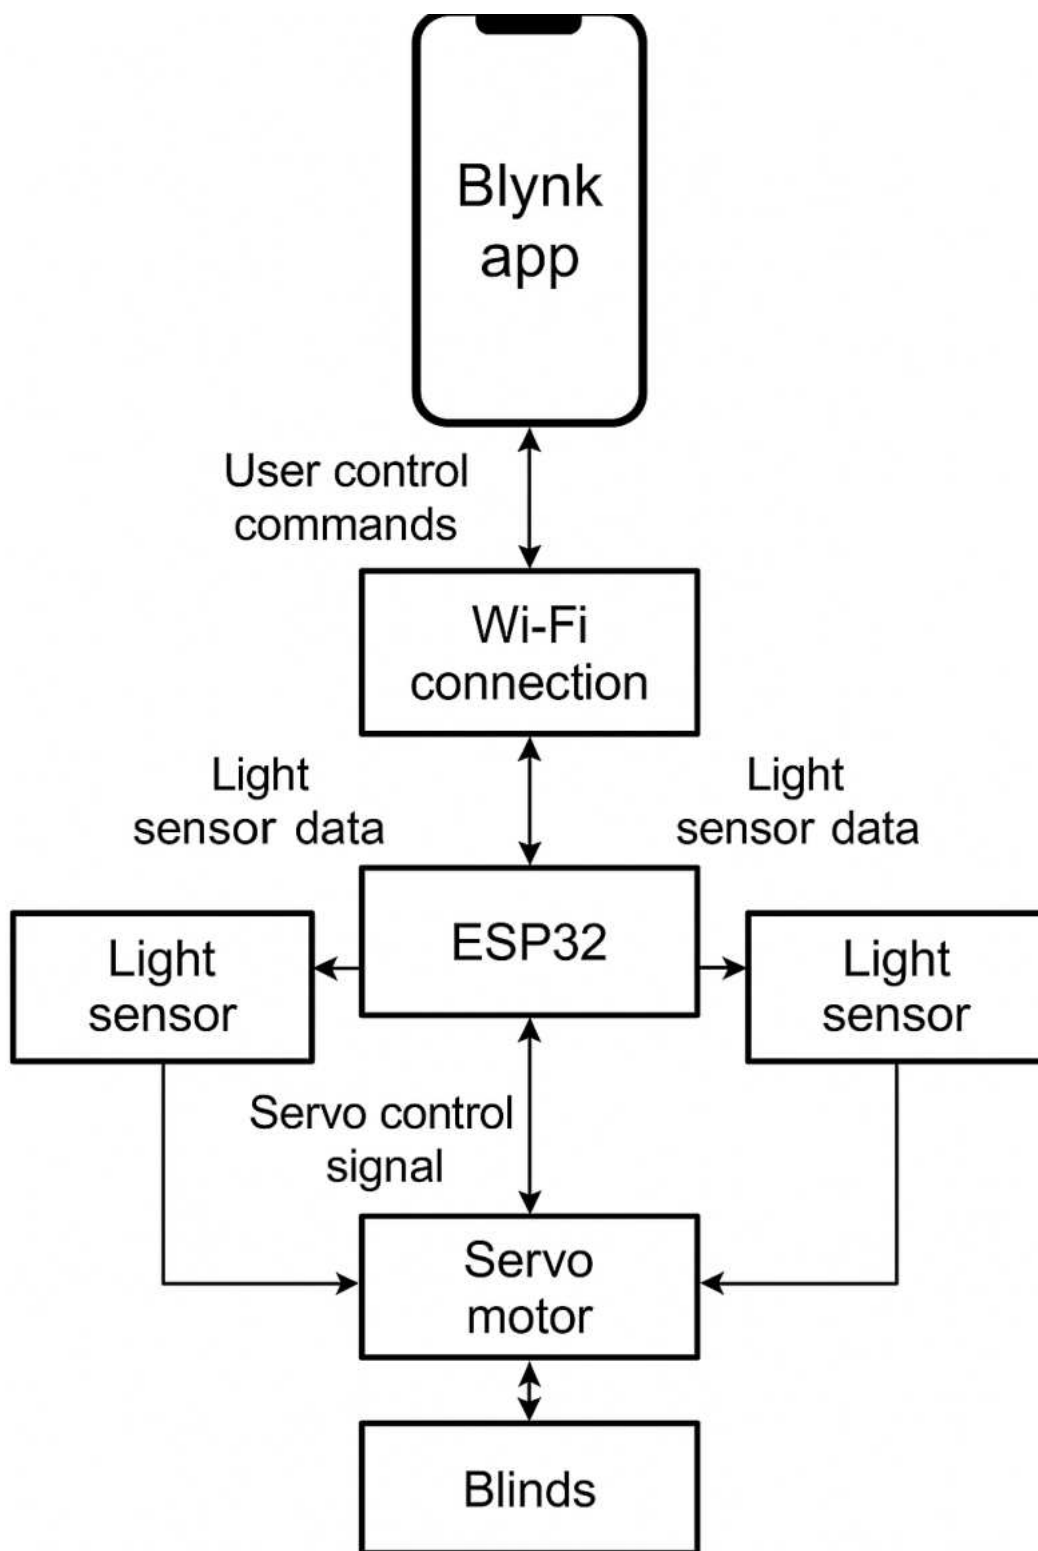 Blynk
app
User control
commands
Wi-Fi
connection
Light
sensor data
Light
sensor data
ESP32
Light
sensor
Light
sensor
Servo control
signal
Servo
motor
Blinds